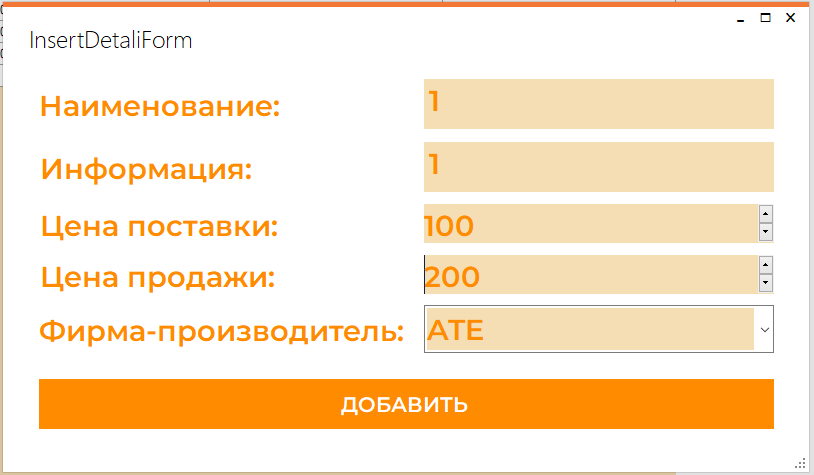 InsertDetaliForm
Наименование: 1
Информация: 1
Цена поставки: 100
Цена продажи: 200
Фирма-производитель: ATE
ДОБАВИТЬ